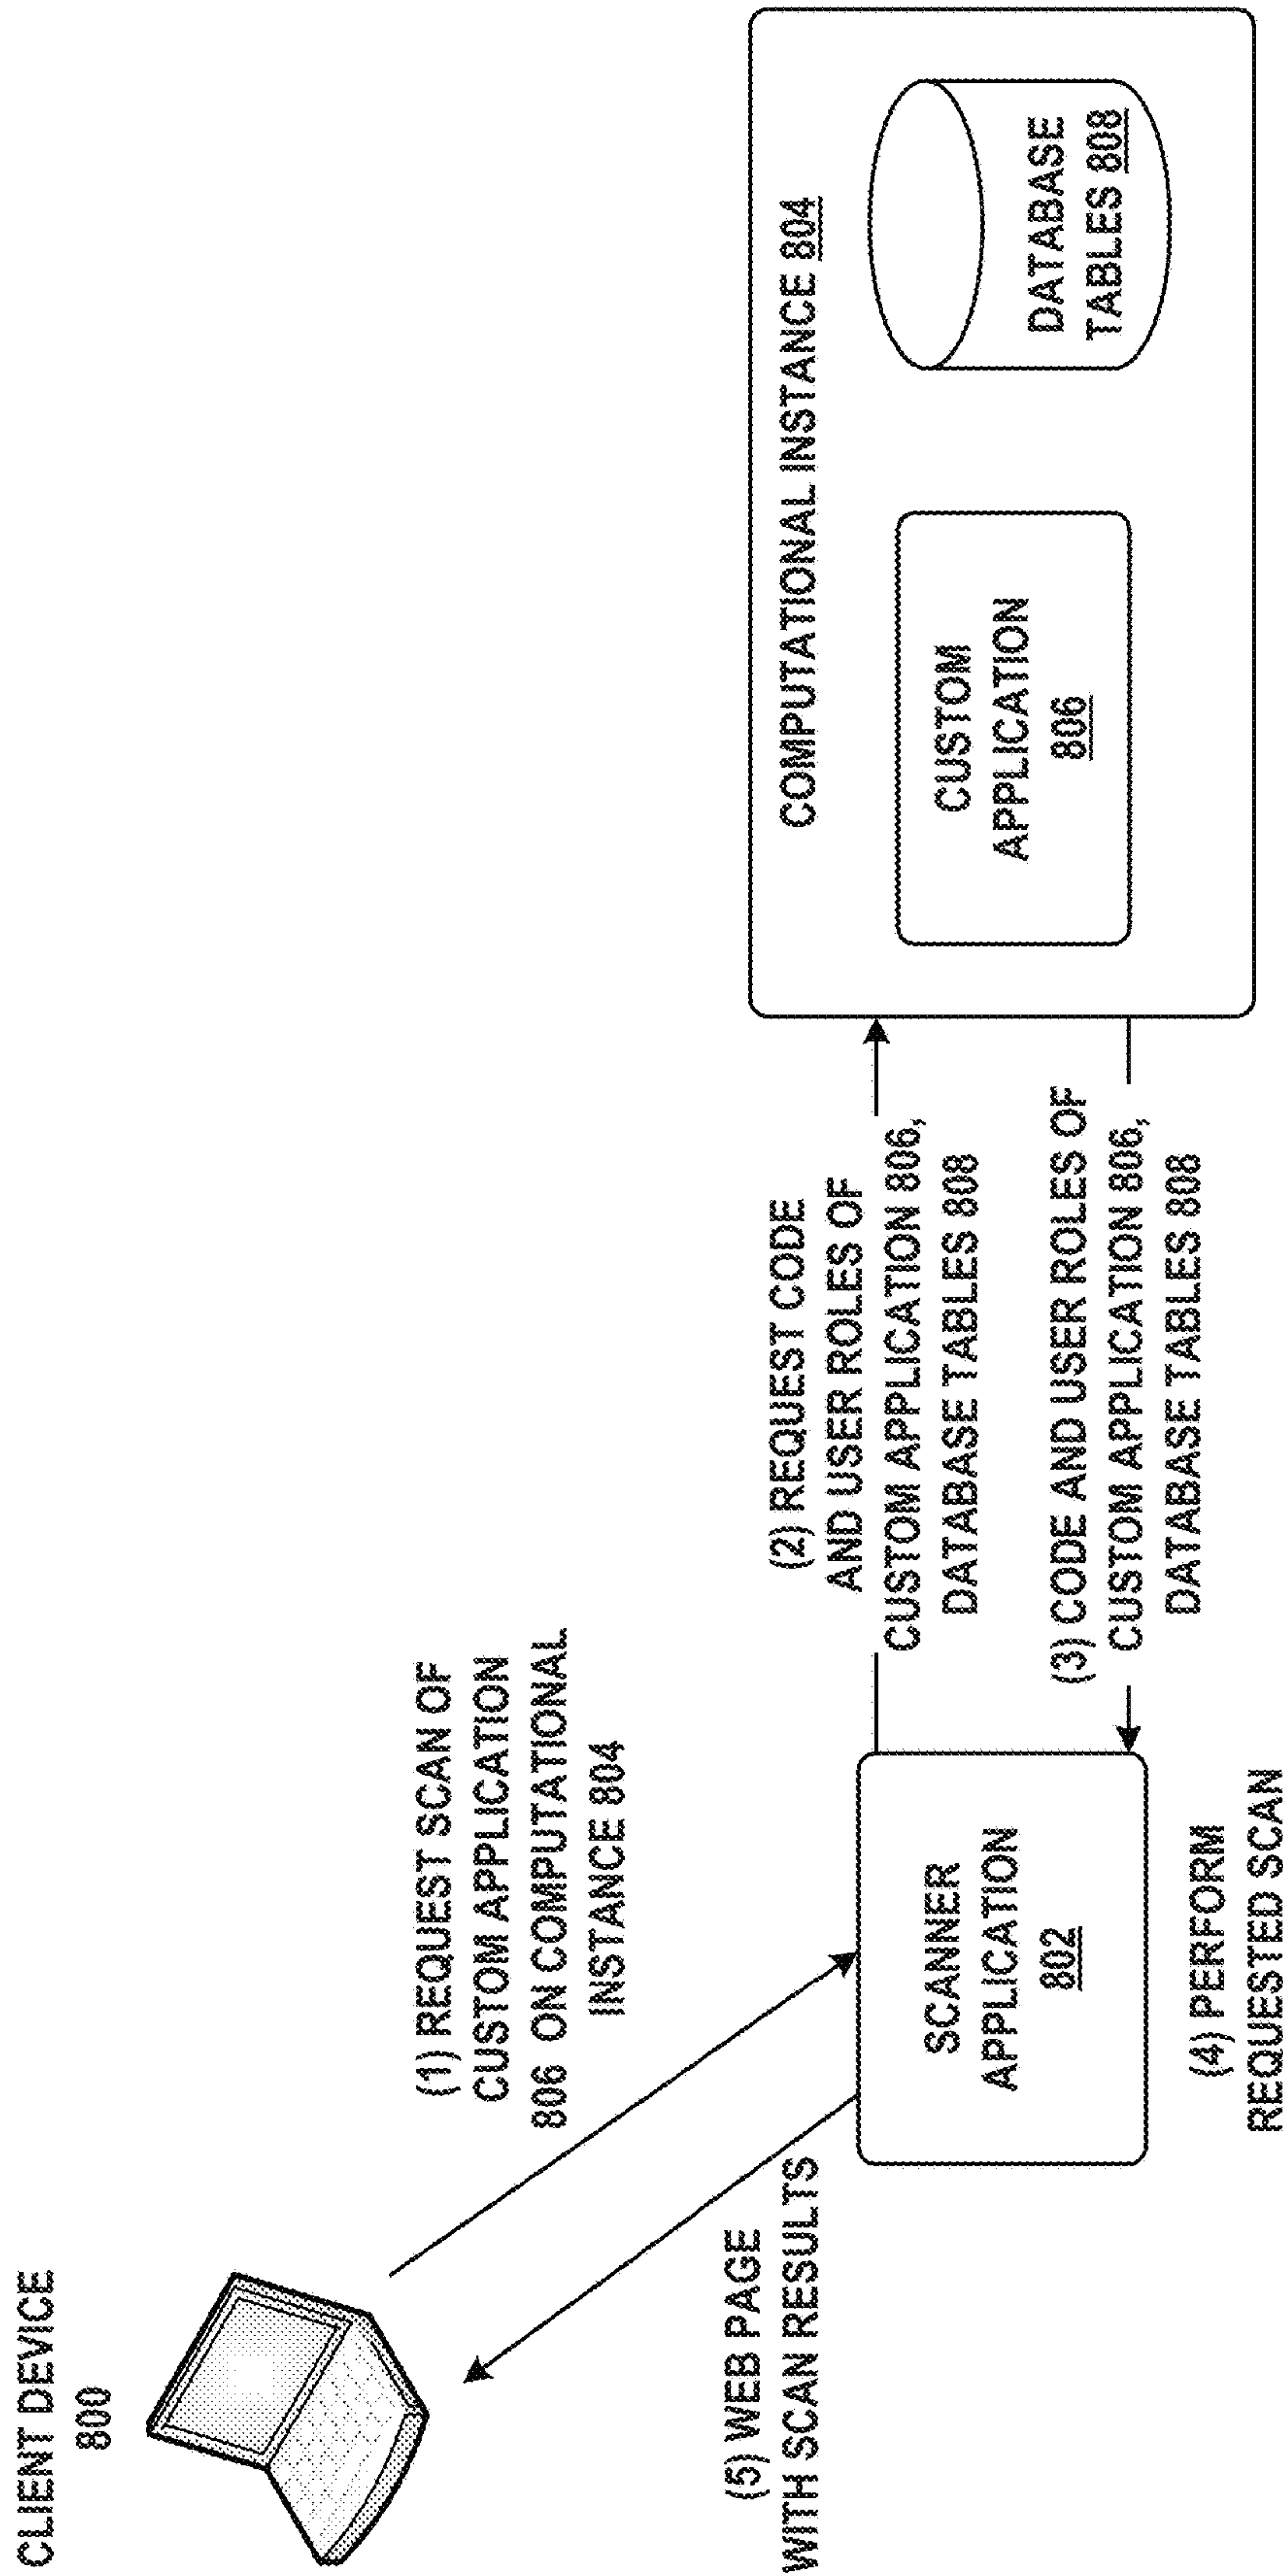 CLIENT DEVICE
800
(1) REQUEST SCAN OF
CUSTOM APPLICATION
806 ON COMPUTATIONAL
INSTANCE 804
(5) WEB PAGE
WITH SCAN RESULTS
SCANNER
APPLICATION
802
(4) PERFORM
REQUESTED SCAN
(2) REQUEST CODE
AND USER ROLES OF
CUSTOM APPLICATION 806,
DATABASE TABLES 808
(3) CODE AND USER ROLES OF
CUSTOM APPLICATION 806,
DATABASE TABLES 808
COMPUTATIONAL INSTANCE 804
CUSTOM
APPLICATION
806
DATABASE
TABLES 808